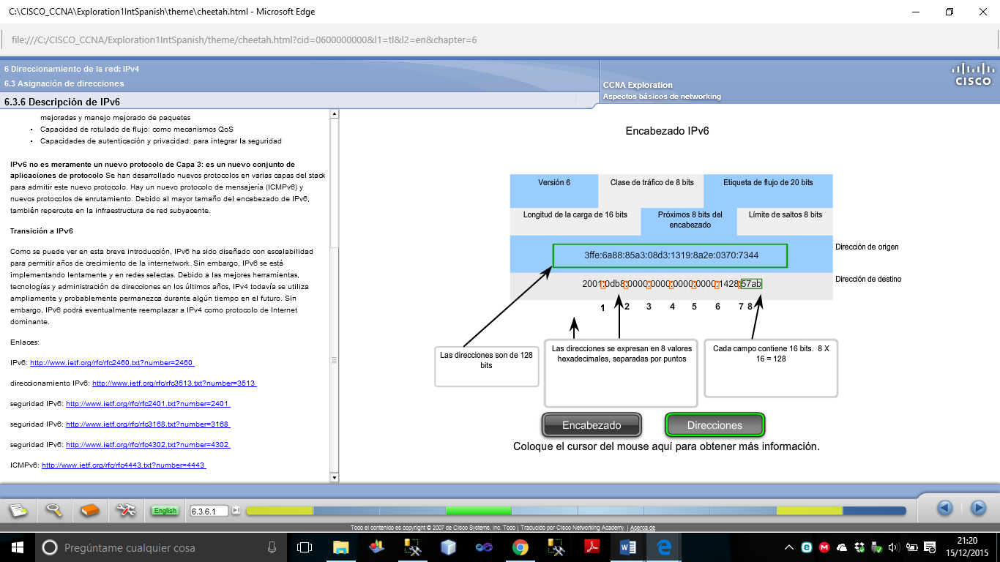 C:\CISCO_CCNA\Exploration1IntSpanish\theme\cheetah.html - Microsoft Edge
file:///C:/CISCO_CCNA/Exploration1IntSpanish/theme/cheetah.html?cid=0600000000&l1=tl&l2=en&chapter=6
6 Direccionamiento de la red: IPv4
6.3 Asignación de direcciones
6.3.6 Descripción de IPv6
CCNA Exploration
Aspectos básicos de networking
CISCO
mejoradas y manejo mejorado de paquetes
• Capacidad de rotulado de flujo: como mecanismos QoS
• Capacidades de autenticación y privacidad: para integrar la seguridad
IPv6 no es meramente un nuevo protocolo de Capa 3: es un nuevo conjunto de
aplicaciones de protocolo Se han desarrollado nuevos protocolos en varias capas del stack
para admitir este nuevo protocolo. Hay un nuevo protocolo de mensajería (ICMPv6) y
nuevos protocolos de enrutamiento. Debido al mayor tamaño del encabezado de IPv6,
también repercute en la infraestructura de red subyacente.
Transición a IPv6
Como se puede ver en esta breve introducción, IPv6 ha sido diseñado con escalabilidad
para permitir años de crecimiento de la internetwork. Sin embargo, IPv6 se está
implementando lentamente y en redes selectas. Debido a las mejores herramientas,
tecnologías y administración de direcciones en los últimos años, IPv4 todavía se utiliza
ampliamente y probablemente permanezca durante algún tiempo en el futuro. Sin
embargo, IPv6 podrá eventualmente reemplazar a IPv4 como protocolo de Internet
dominante.
Enlaces:
IPv6: http://www.ietf.org/rfc/rfc2460.txt?number=2460
direccionamiento IPv6: http://www.ietf.org/rfc/rfc3513.txt?number=3513
seguridad IPv6: http://www.ietf.org/rfc/rfc2401.txt?number=2401
seguridad IPv6: http://www.ietf.org/rfc/rfc3168.txt?number=3168
seguridad IPv6: http://www.ietf.org/rfc/rfc4302.txt?number=4302
ICMPv6: http://www.ietf.org/rfc/rfc4443.txt?number=4443
Encabezado IPv6
Versión 6
Clase de tráfico de 8 bits
Etiqueta de flujo de 20 bits
Longitud de la carga de 16 bits
Próximos 8 bits del
encabezado
Límite de saltos 8 bits
3ffe:6a88:85a3:08d3:1319:8a2e:0370:7344
Dirección de origen
2001:0db8:0000:0000:0000:0000:1428:57ab
Dirección de destino
1 2 3 4 5 6 7 8
Las direcciones son de 128
bits
Las direcciones se expresan en 8 valores
hexadecimales, separadas por puntos
Cada campo contiene 16 bits. 8 X
16 = 128
Encabezado
Direcciones
Coloque el cursor del mouse aquí para obtener más información.
English
6.3.6.1
Todo el contenido es copyright © 2007 de Cisco Systems, Inc. Todo | Traducido por Cisco Networking Academy. | Acerca de
Pregúntame cualquier cosa
21:20
15/12/2015